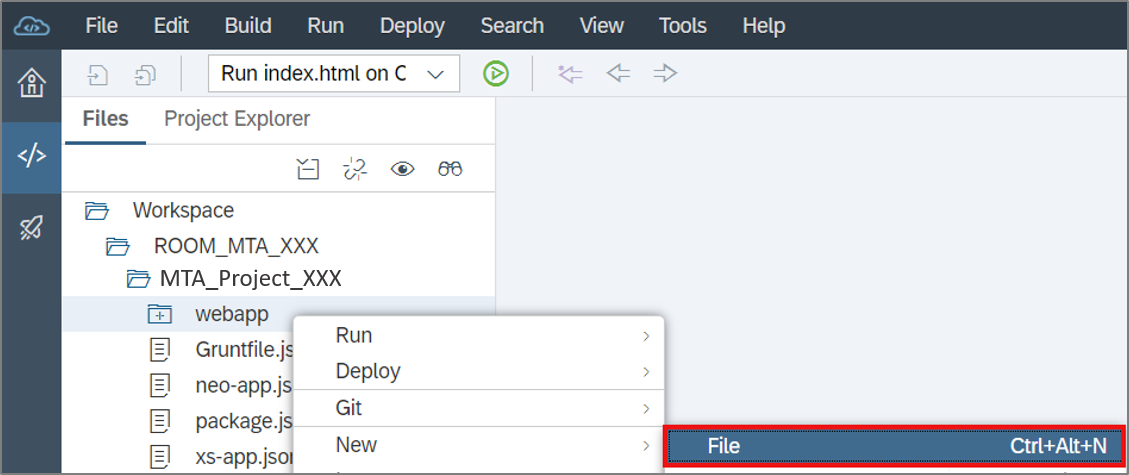 File Edit Build Run Deploy Search View Tools Help
Run index.html on C
Files Project Explorer
Workspace
ROOM_MTA_XXX
MTA_Project_XXX
webapp
Run
Gruntfile.js
Deploy
neo-app.js
Git
package.js
New
File Ctrl+Alt+N
xs-app.json